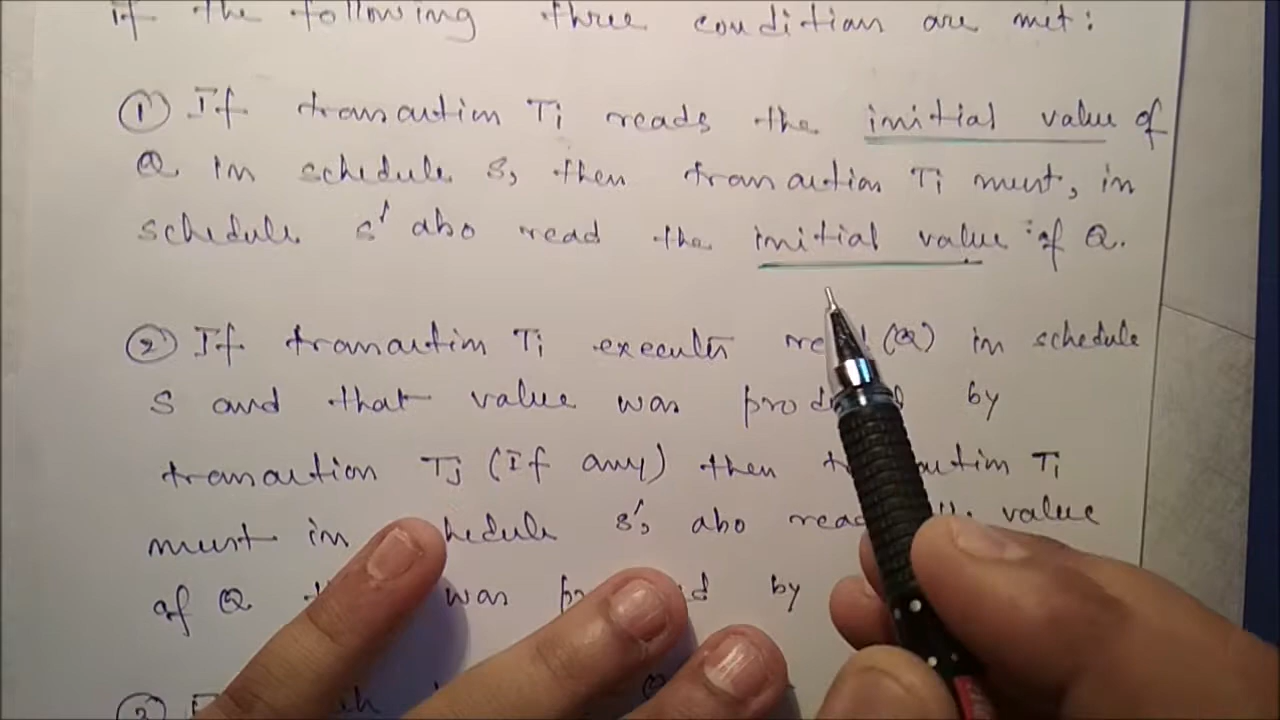 if the following three condition are met:
① If transaction Ti reads the initial value of
Q in schedule S, then transaction Ti must, in
schedule S' also read the initial value of Q.
② If transaction Ti executes (Q) in schedule
S and that value was by
transaction Tj (If any) then Ti
must in S', also value
of Q was by